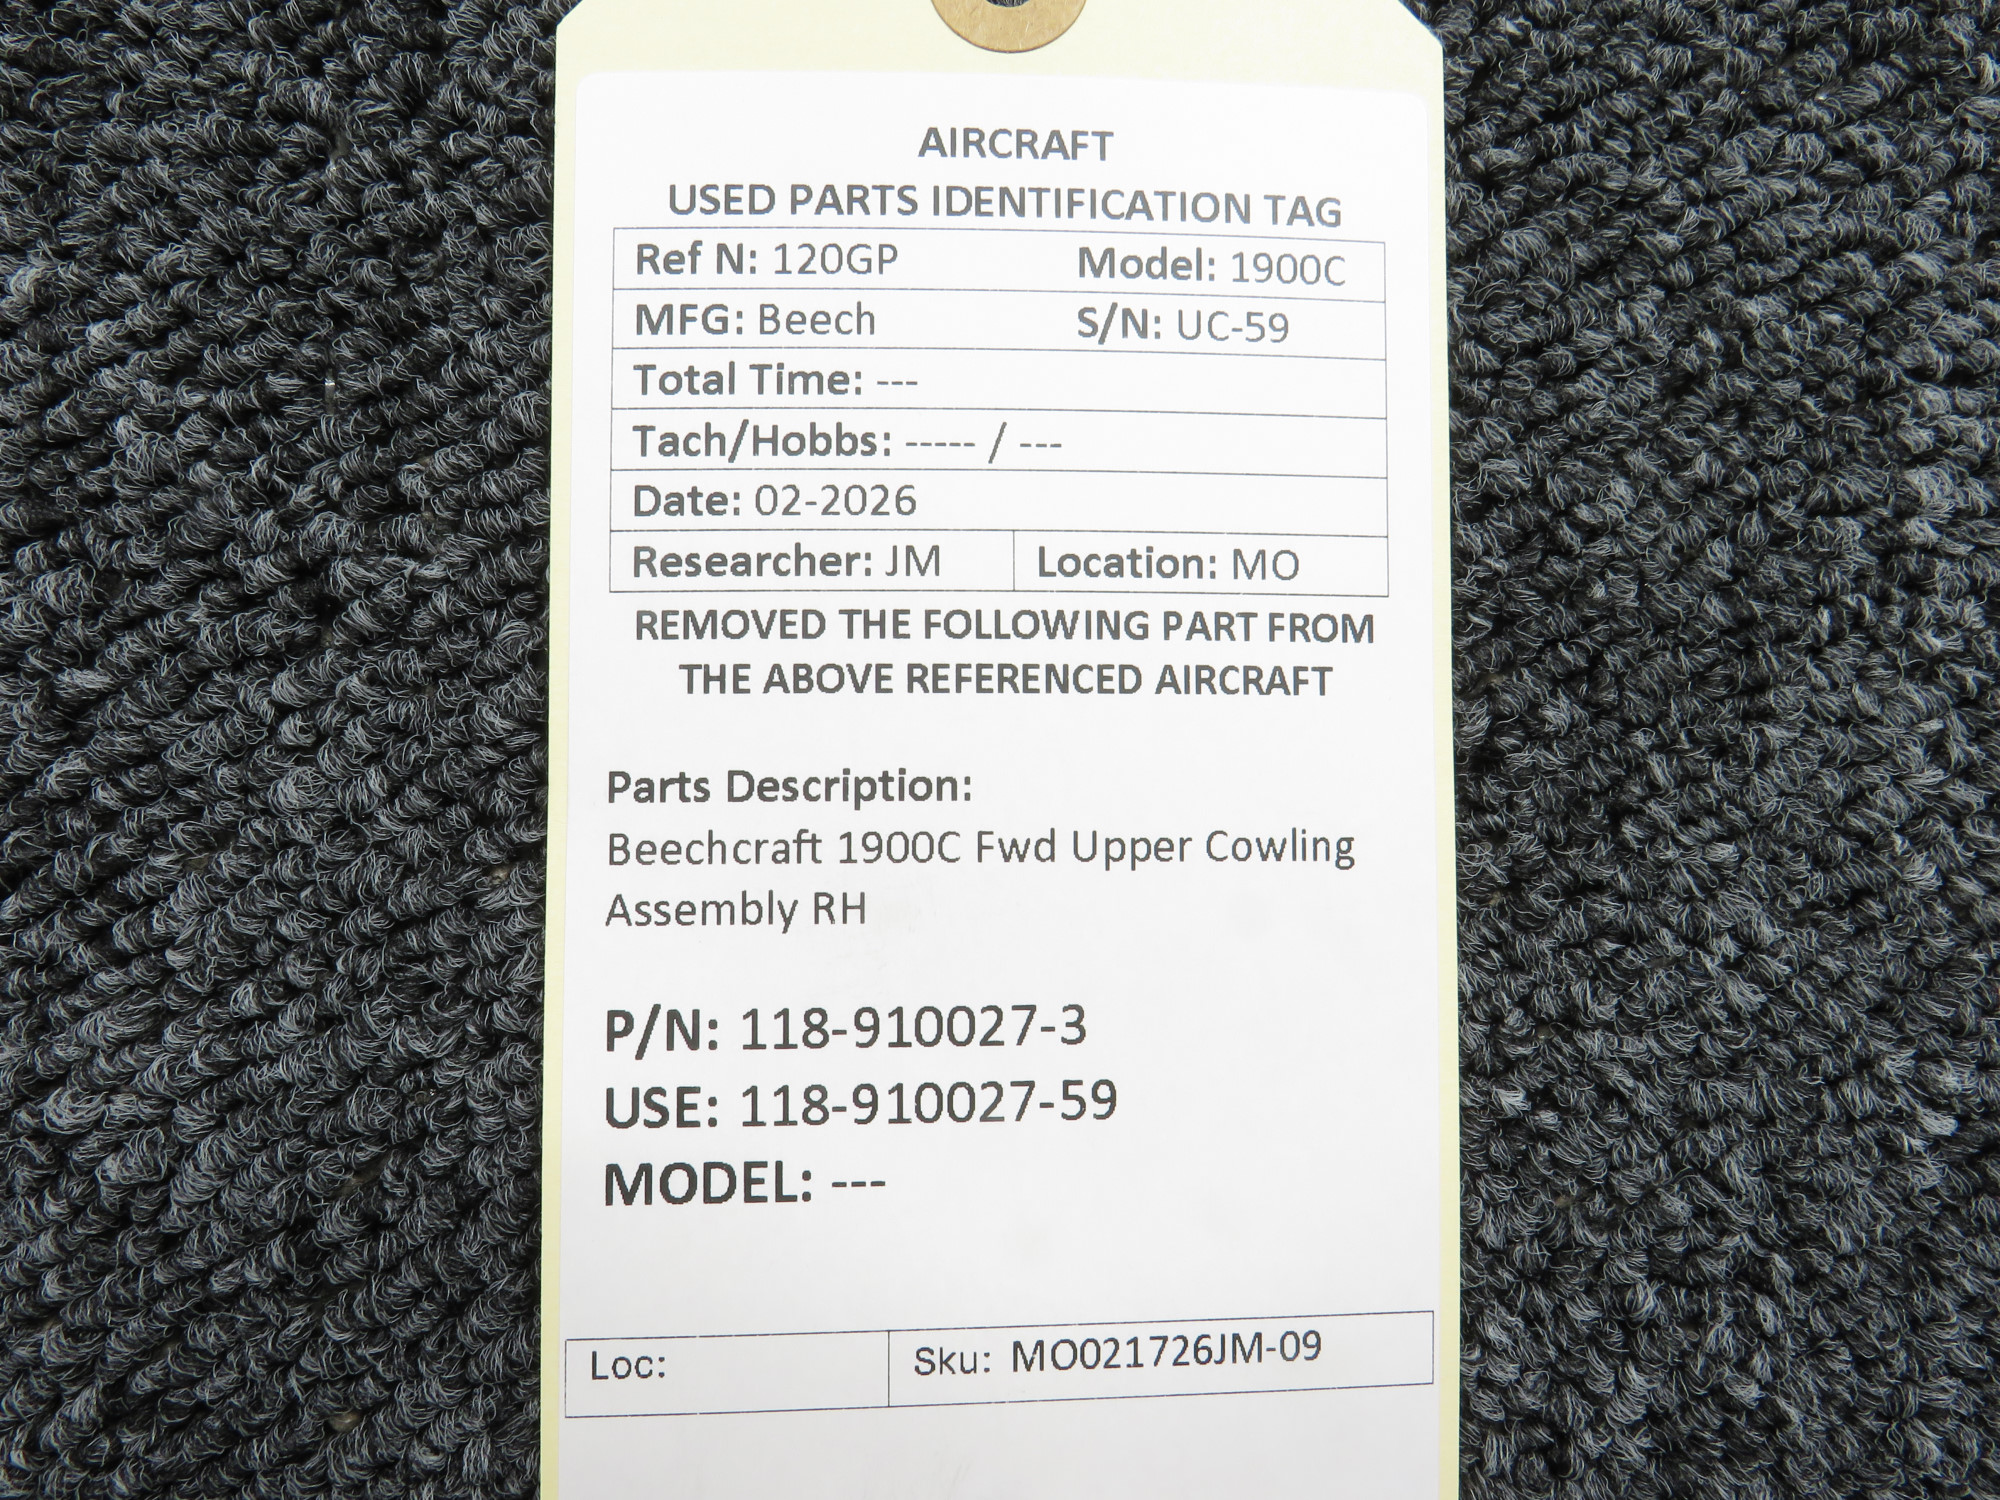 AIRCRAFT
USED PARTS IDENTIFICATION TAG
Ref N: 120GP Model: 1900C
MFG: Beech S/N: UC-59
Total Time: ---
Tach/Hobbs: ----- / ---
Date: 02-2026
Researcher: JM Location: MO
REMOVED THE FOLLOWING PART FROM
THE ABOVE REFERENCED AIRCRAFT
Parts Description:
Beechcraft 1900C Fwd Upper Cowling
Assembly RH
P/N: 118-910027-3
USE: 118-910027-59
MODEL: ---
Loc: Sku: MO021726JM-09